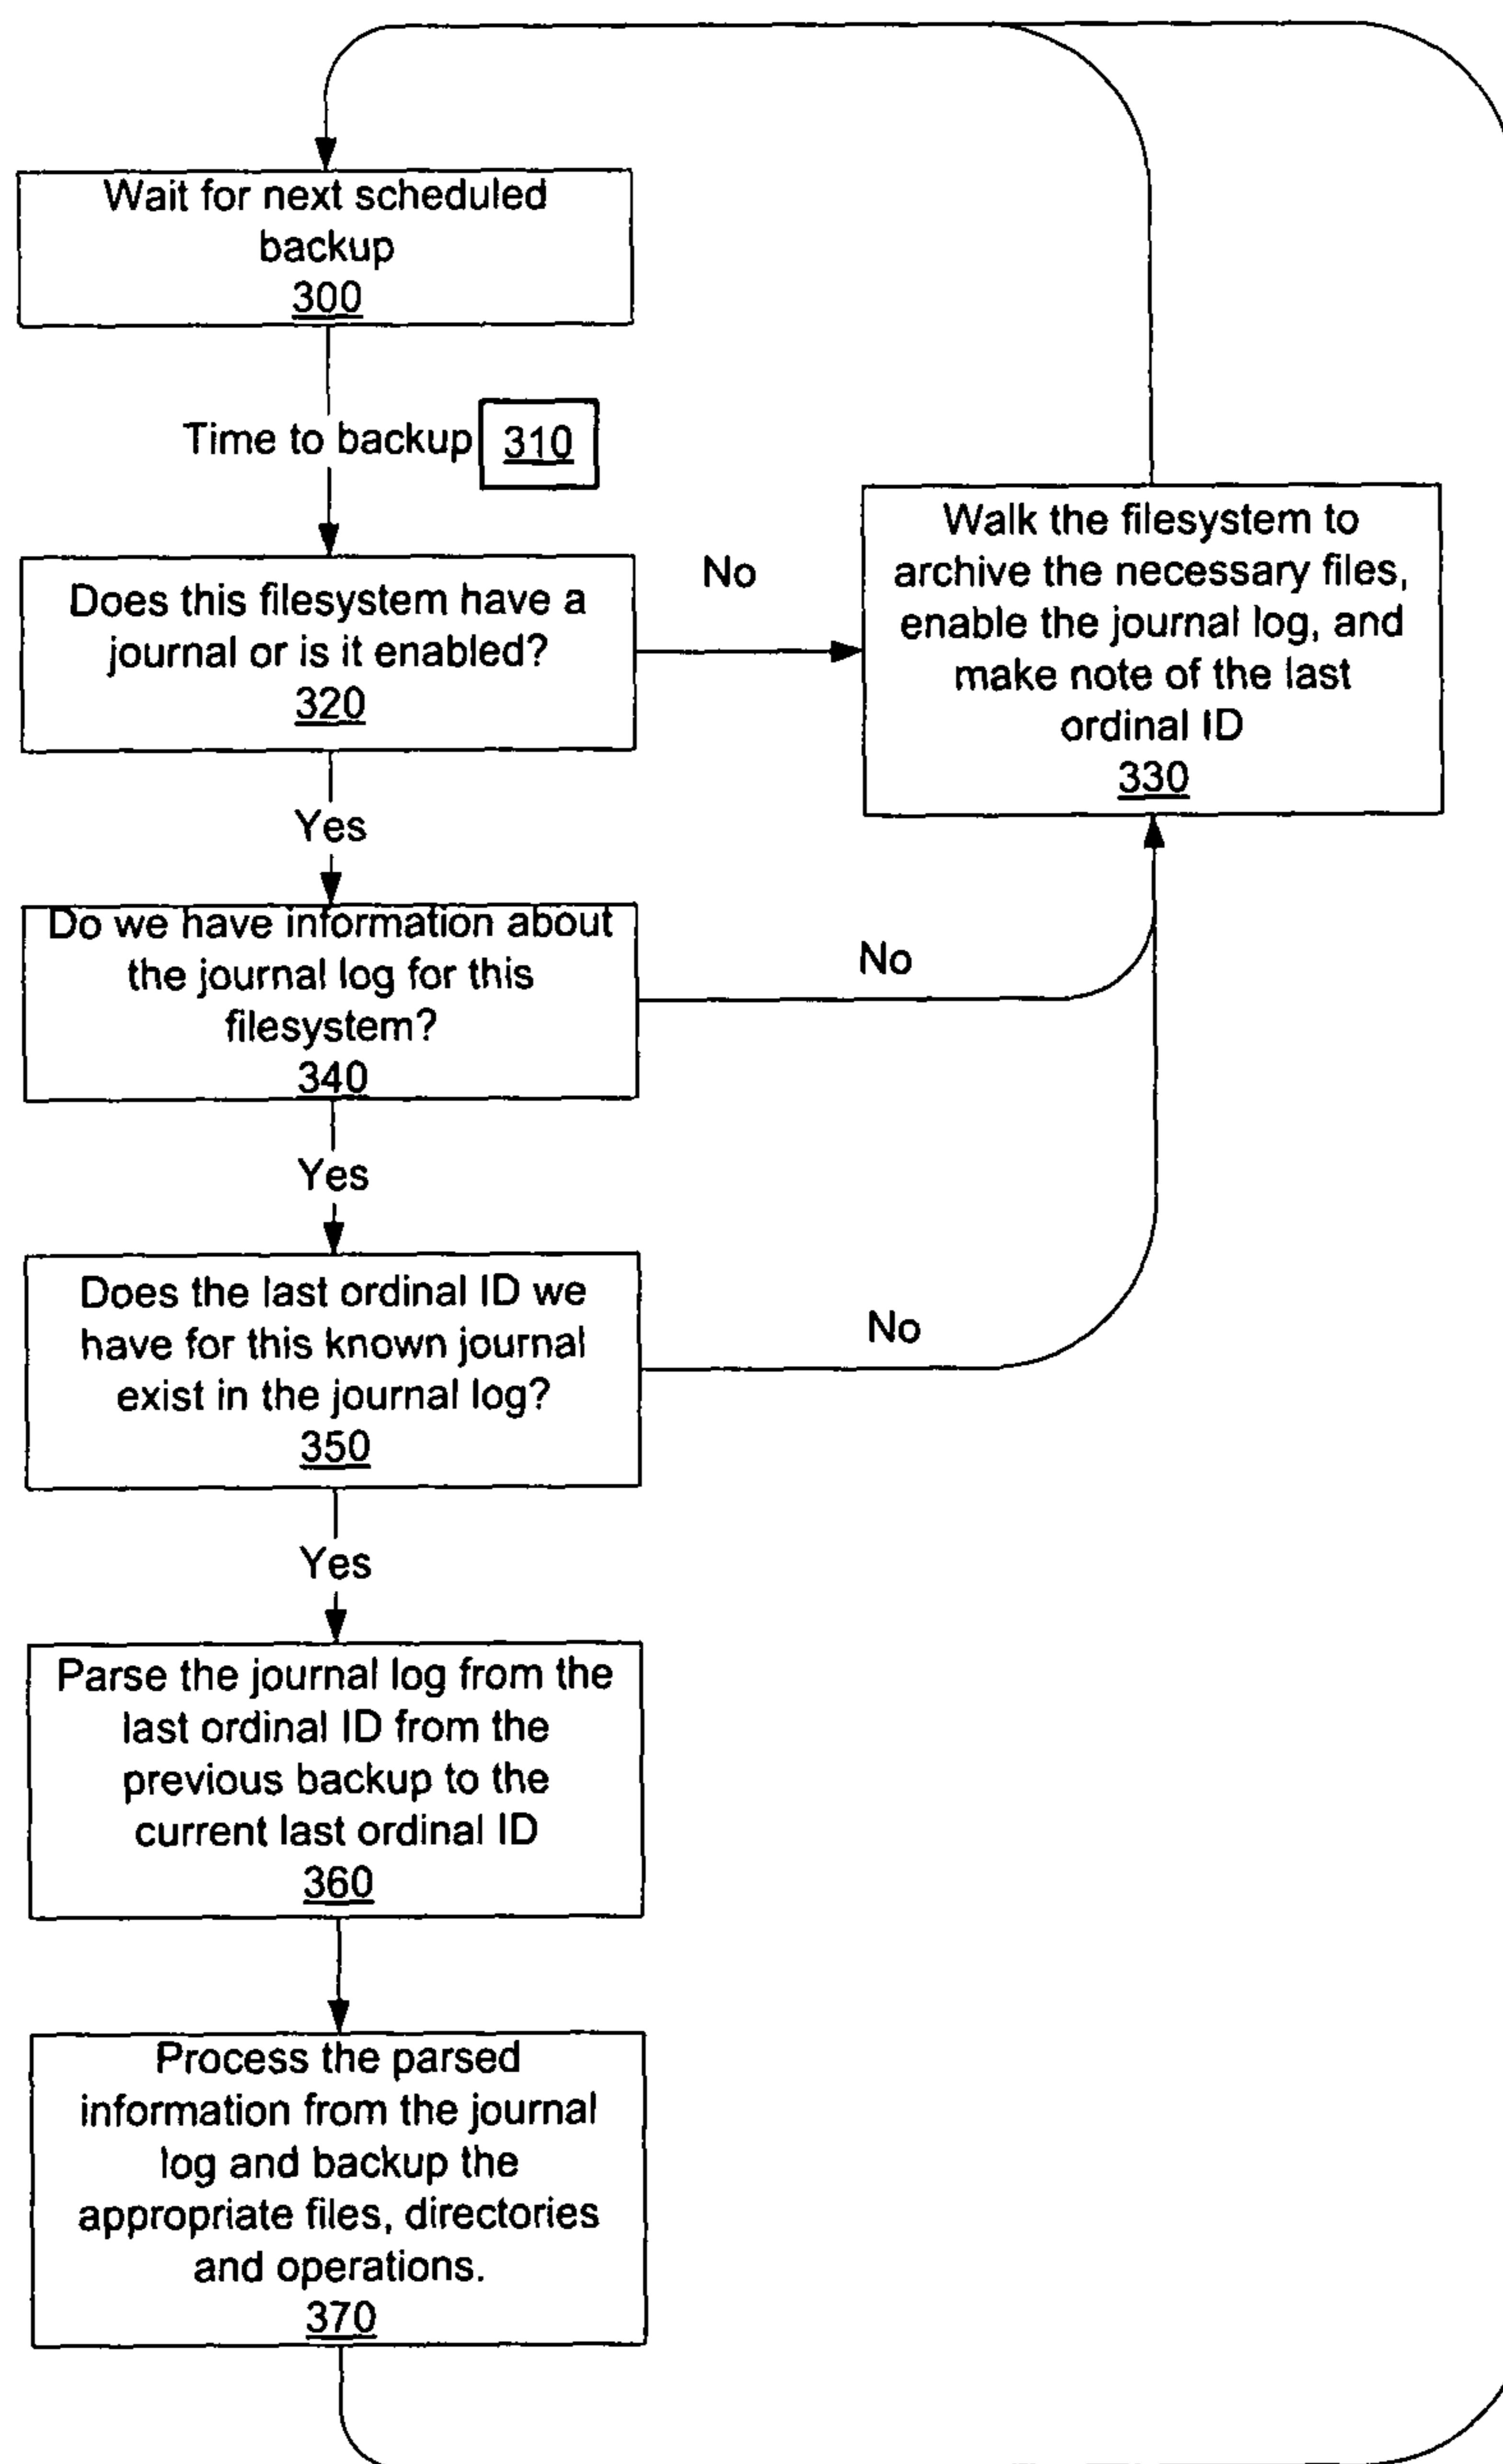 Wait for next scheduled
backup
300
Time to backup 310
Does this filesystem have a
journal or is it enabled?
320
No
Walk the filesystem to
archive the necessary files,
enable the journal log, and
make note of the last
ordinal ID
330
Yes
Do we have information about
the journal log for this
filesystem?
340
No
Yes
Does the last ordinal ID we
have for this known journal
exist in the journal log?
350
No
Yes
Parse the journal log from the
last ordinal ID from the
previous backup to the
current last ordinal ID
360
Process the parsed
information from the journal
log and backup the
appropriate files, directories
and operations.
370